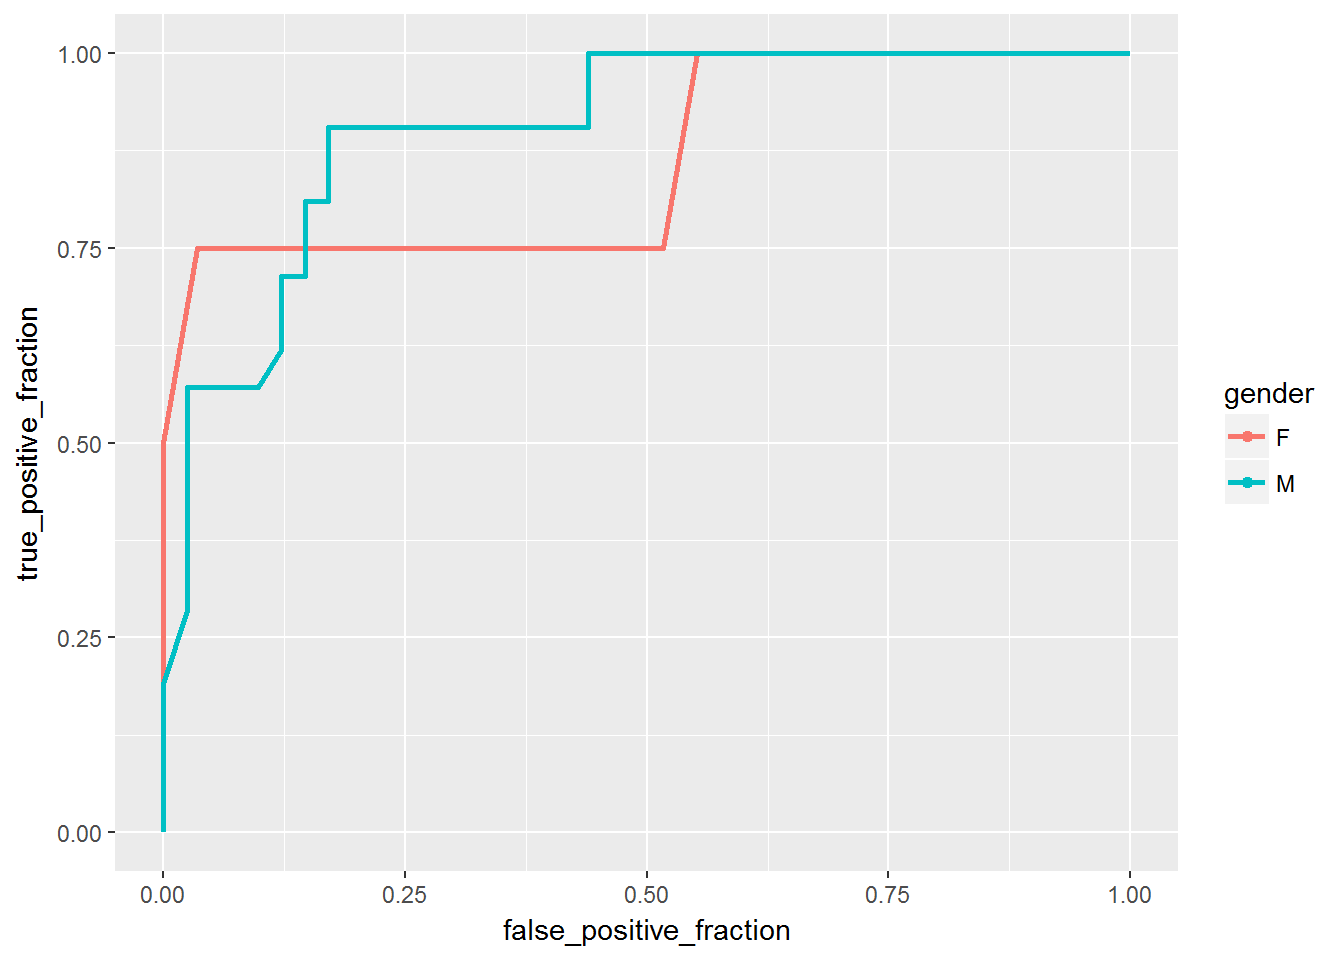 1.00
0.75
0.50
0.25
0.00
true_positive_fraction
0.00 0.25 0.50 0.75 1.00
false_positive_fraction
gender
F
M